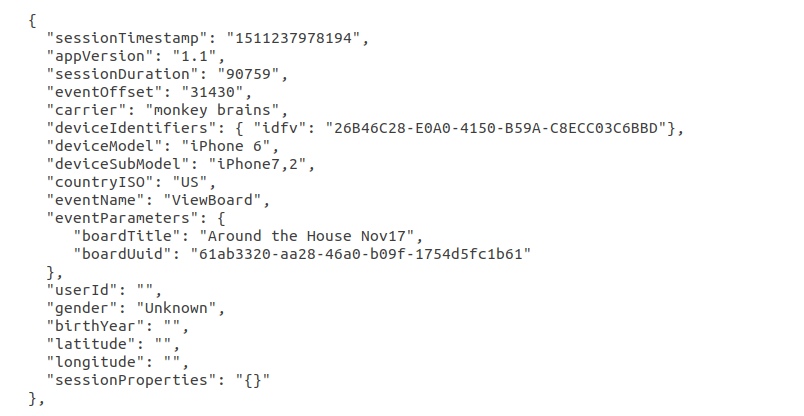 {
"sessionTimestamp": "1511237978194",
"appVersion": "1.1",
"sessionDuration": "90759",
"eventOffset": "31430",
"carrier": "monkey brains",
"deviceIdentifiers": { "idfv": "26B46C28-E0A0-4150-B59A-C8ECC03C6BBD"},
"deviceModel": "iPhone 6",
"deviceSubModel": "iPhone7,2",
"countryISO": "US",
"eventName": "ViewBoard",
"eventParameters": {
"boardTitle": "Around the House Nov17",
"boardUuid": "61ab3320-aa28-46a0-b09f-1754d5fc1b61"
},
"userId": "",
"gender": "Unknown",
"birthYear": "",
"latitude": "",
"longitude": "",
"sessionProperties": "{}"
},